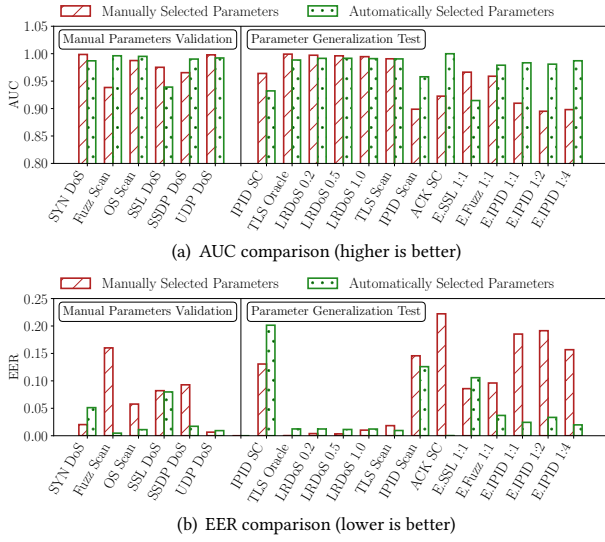 Manually Selected Parameters Automatically Selected Parameters
Manual Parameters Validation Parameter Generalization Test
AUC
1.05
1.00
0.95
0.90
0.85
0.80
SYN DoS Fuzz Scan OS Scan SSL DoS SSDP DoS UDP DoS IPID SC TLS Oracle LRDoS 0.2 LRDoS 0.5 LRDoS 1.0 TLS Scan IPID Scan ACK SC E.SSL 1:1 E.Fuzz 1:1 E.IPID 1:1 E.IPID 1:2 E.IPID 1:4
(a) AUC comparison (higher is better)
Manually Selected Parameters Automatically Selected Parameters
Manual Parameters Validation Parameter Generalization Test
EER
0.25
0.20
0.15
0.10
0.05
0.00
SYN DoS Fuzz Scan OS Scan SSL DoS SSDP DoS UDP DoS IPID SC TLS Oracle LRDoS 0.2 LRDoS 0.5 LRDoS 1.0 TLS Scan IPID Scan ACK SC E.SSL 1:1 E.Fuzz 1:1 E.IPID 1:1 E.IPID 1:2 E.IPID 1:4
(b) EER comparison (lower is better)